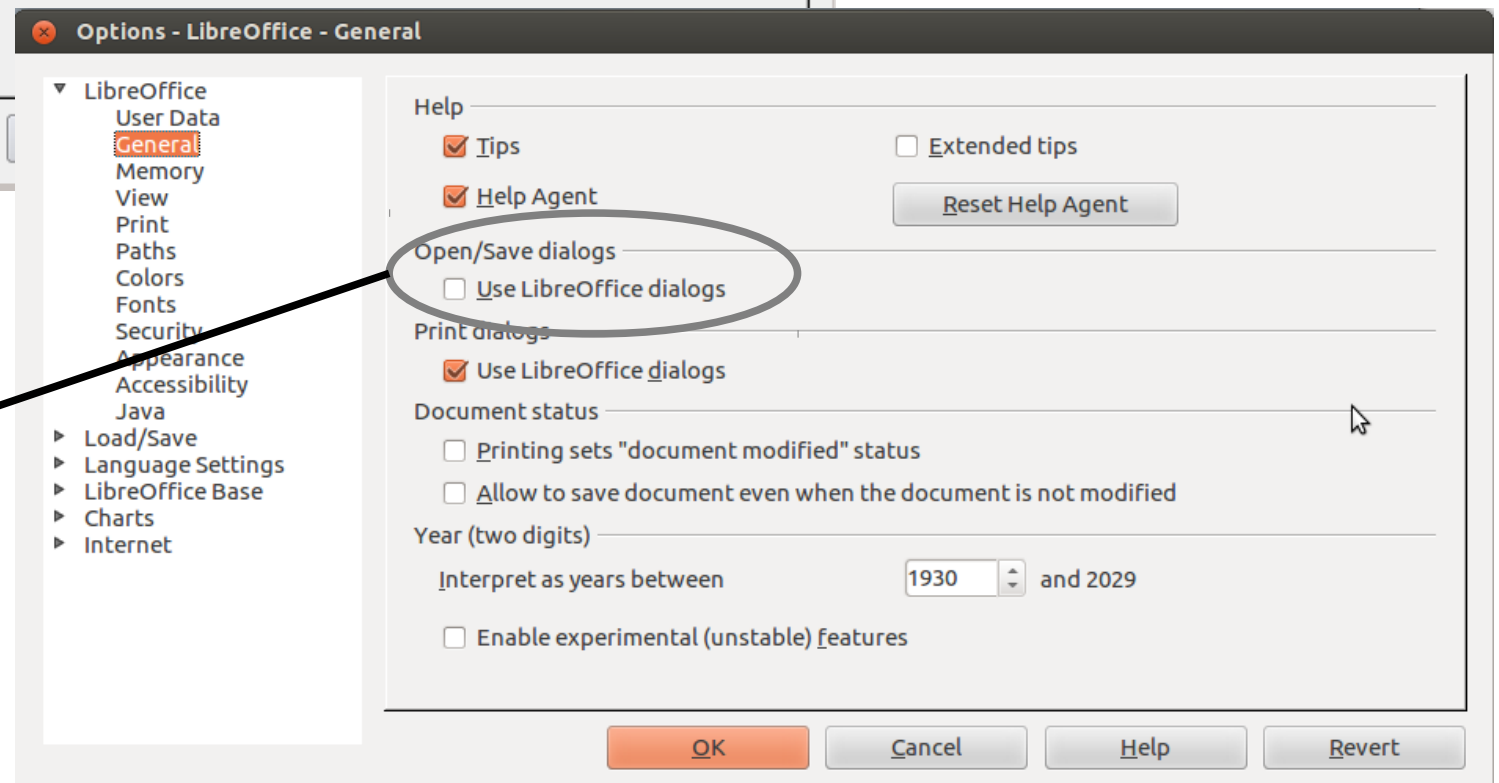 Options - LibreOffice - General
LibreOffice
User Data
General
Memory
View
Print
Paths
Colors
Fonts
Security
Appearance
Accessibility
Java
Load/Save
Language Settings
LibreOffice Base
Charts
Internet
Help
Tips
Extended tips
Help Agent
Reset Help Agent
Open/Save dialogs
Use LibreOffice dialogs
Print dialogs
Use LibreOffice dialogs
Document status
Printing sets "document modified" status
Allow to save document even when the document is not modified
Year (two digits)
Interpret as years between 1930 and 2029
Enable experimental (unstable) features
OK Cancel Help Revert